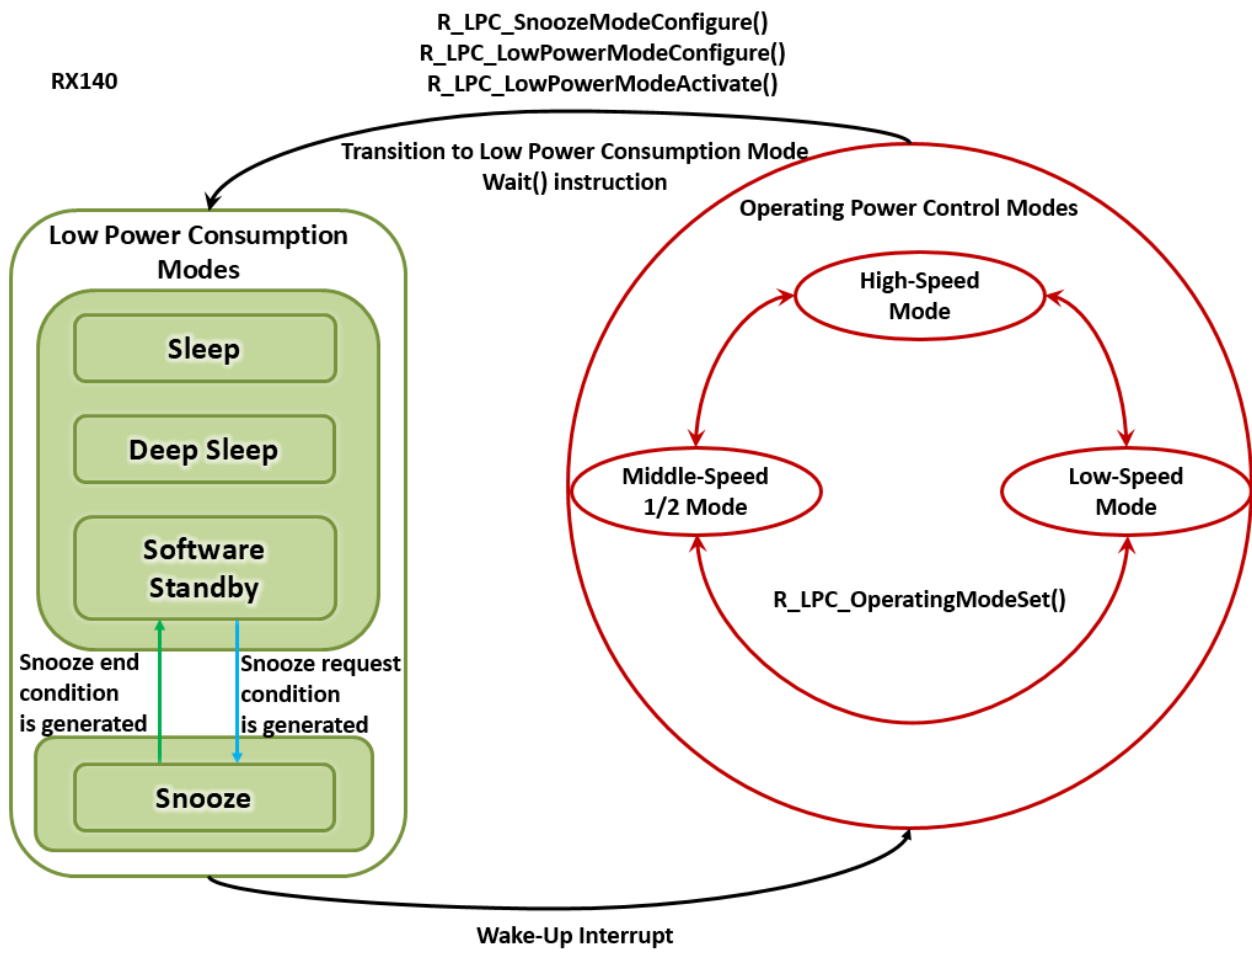 R_LPC_SnoozeModeConfigure()
R_LPC_LowPowerModeConfigure()
R_LPC_LowPowerModeActivate()
RX140
Transition to Low Power Consumption Mode
Wait() instruction
Operating Power Control Modes
Low Power Consumption
Modes
High-Speed
Mode
Sleep
Deep Sleep
Middle-Speed
1/2 Mode
Low-Speed
Mode
Software
Standby
R_LPC_OperatingModeSet()
Snooze end
condition
is generated
Snooze request
condition
is generated
Snooze
Wake-Up Interrupt